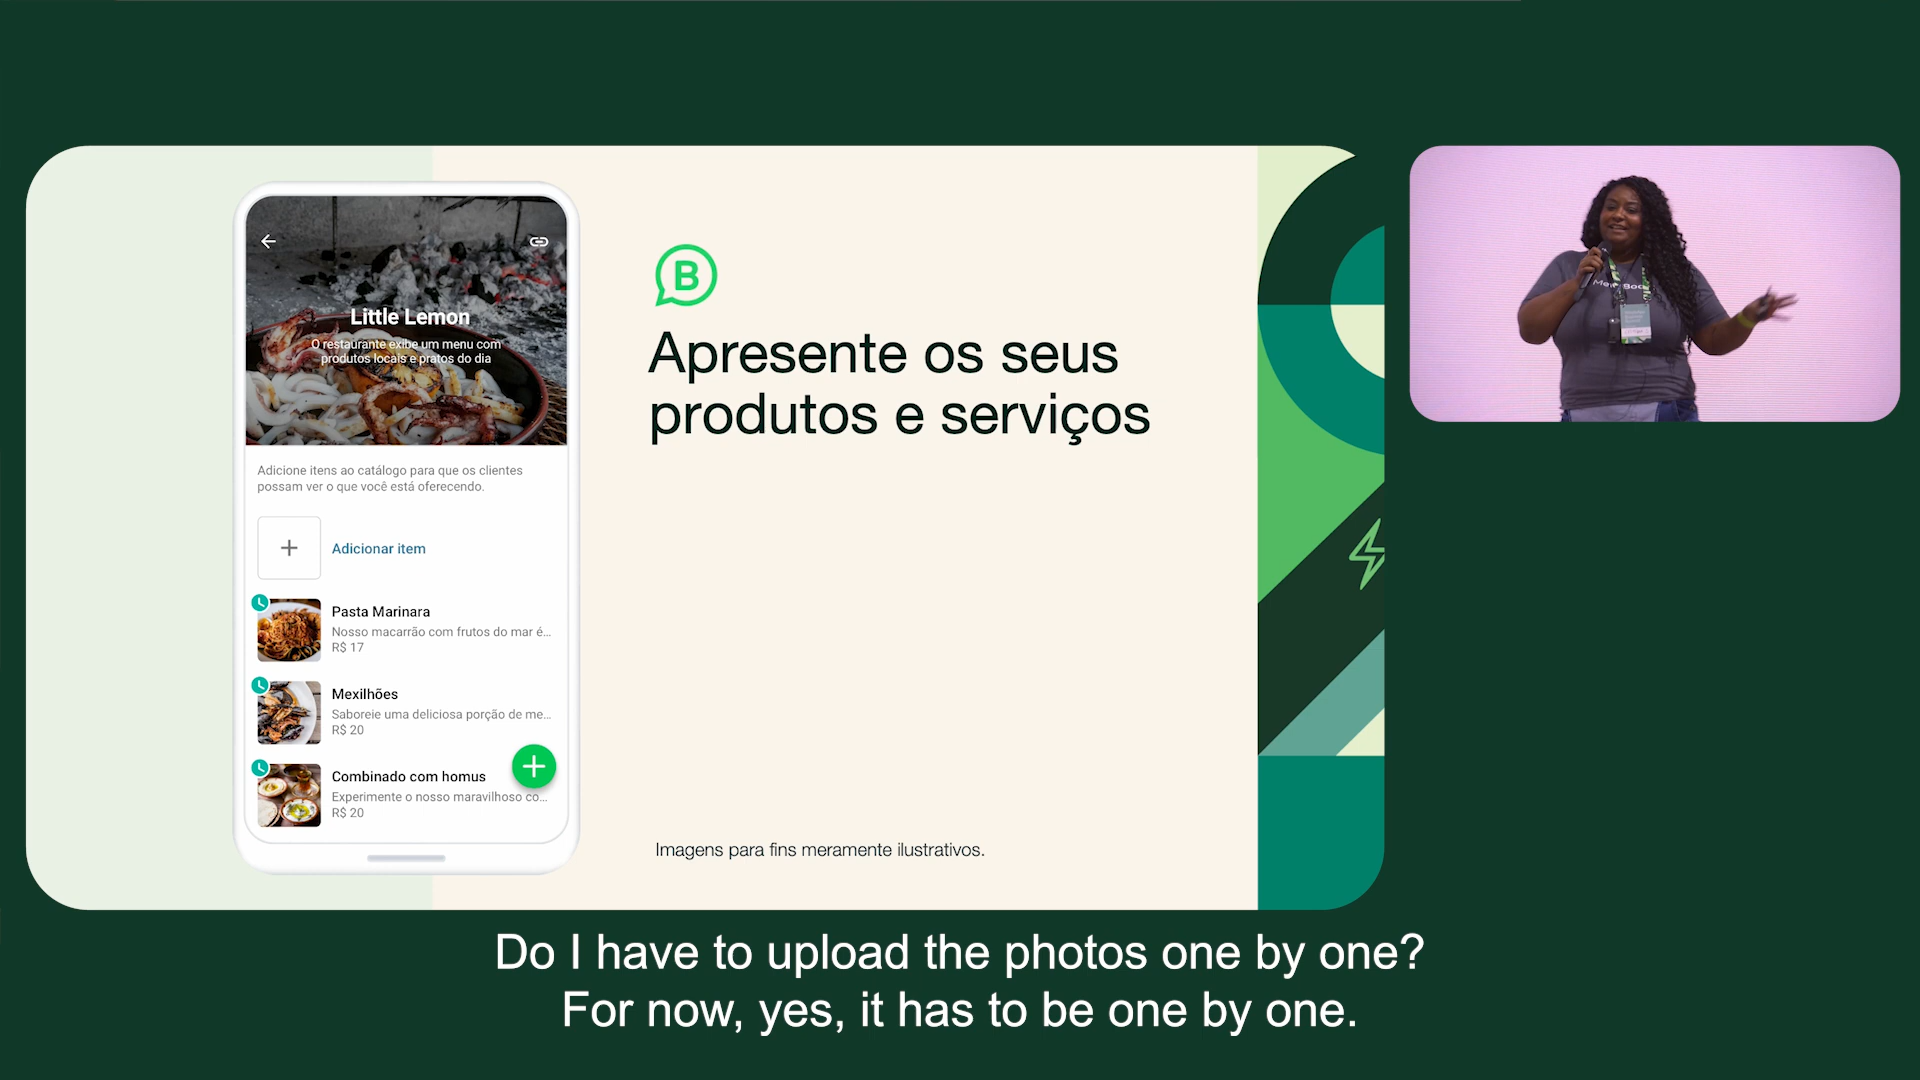 Little Lemon
O restaurante exibe um menu com
produtos locais e pratos do dia
Adicione itens ao catálogo para que os clientes
possam ver o que você está oferecendo.
Adicionar item
Pasta Marinara
Nosso macarrão com frutos do mar é...
R$ 17
Mexilhões
Saboreie uma deliciosa porção de me...
R$ 20
Combinado com homus
Experimente o nosso maravilhoso co...
R$ 20
B
Apresente os seus
produtos e serviços
Imagens para fins meramente ilustrativos.
Do I have to upload the photos one by one?
For now, yes, it has to be one by one.